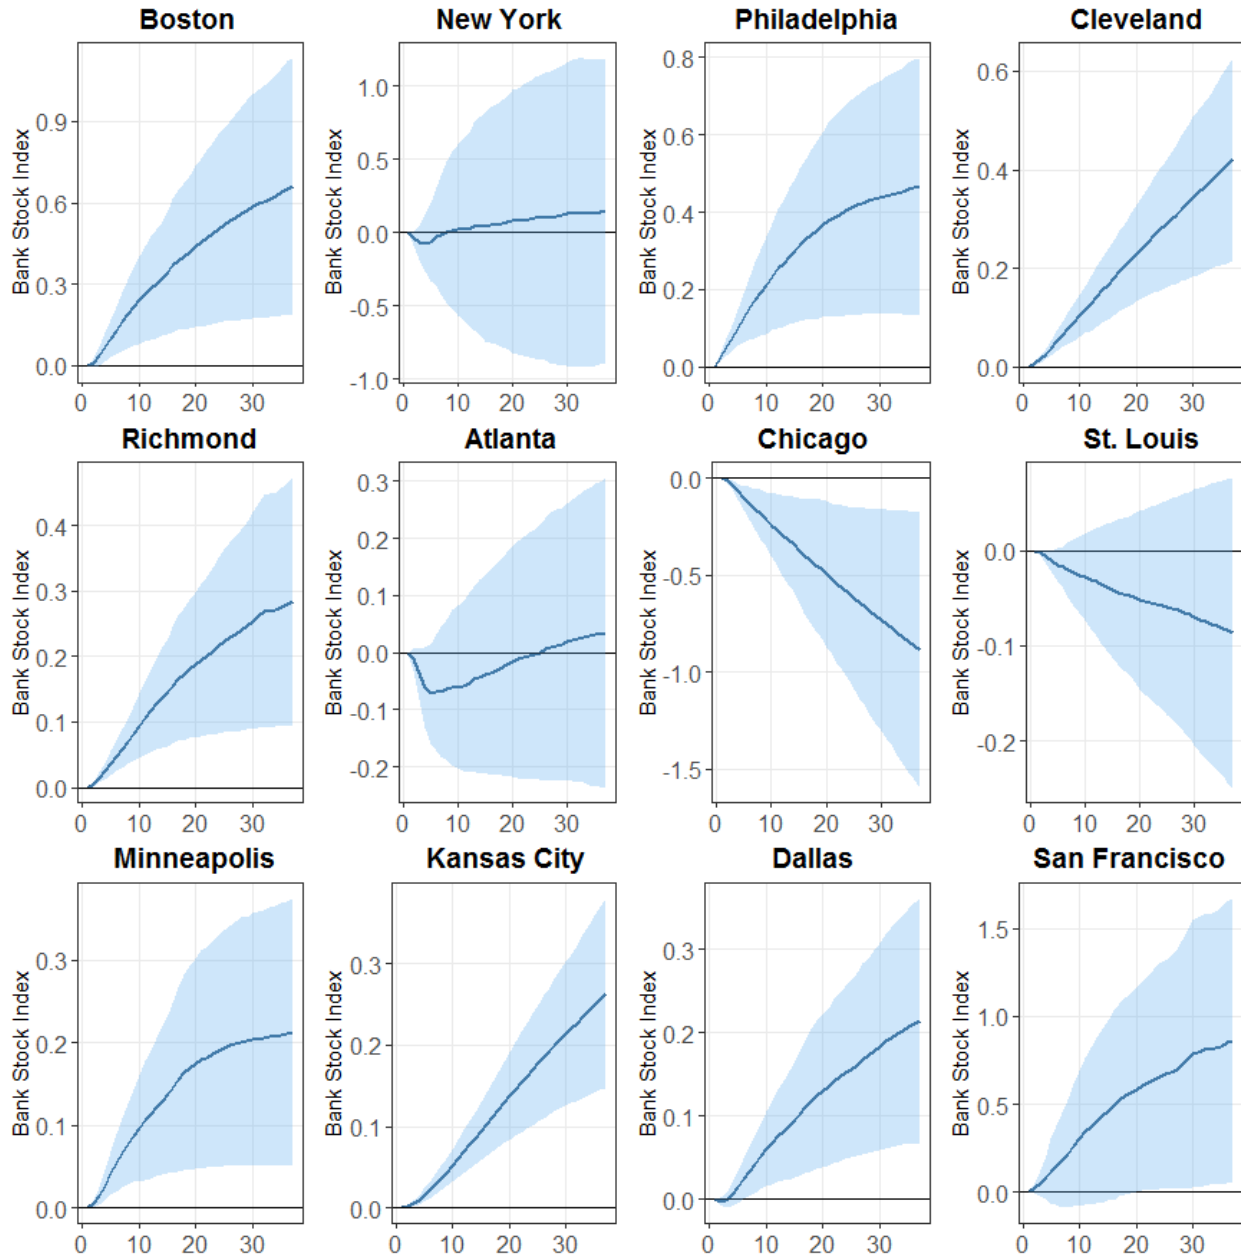 Boston
New York
Philadelphia
Cleveland
Bank Stock Index
0.9
0.6
0.3
0.0
0 10 20 30
Bank Stock Index
1.0
0.5
0.0
-0.5
-1.0
0 10 20 30
Bank Stock Index
0.8
0.6
0.4
0.2
0.0
0 10 20 30
Bank Stock Index
0.6
0.4
0.2
0.0
0 10 20 30
Richmond
Atlanta
Chicago
St. Louis
Bank Stock Index
0.4
0.3
0.2
0.1
0.0
0 10 20 30
Bank Stock Index
0.3
0.2
0.1
0.0
-0.1
-0.2
0 10 20 30
Bank Stock Index
0.0
-0.5
-1.0
-1.5
0 10 20 30
Bank Stock Index
0.0
-0.1
-0.2
0 10 20 30
Minneapolis
Kansas City
Dallas
San Francisco
Bank Stock Index
0.3
0.2
0.1
0.0
0 10 20 30
Bank Stock Index
0.3
0.2
0.1
0.0
0 10 20 30
Bank Stock Index
0.3
0.2
0.1
0.0
0 10 20 30
Bank Stock Index
1.5
1.0
0.5
0.0
0 10 20 30